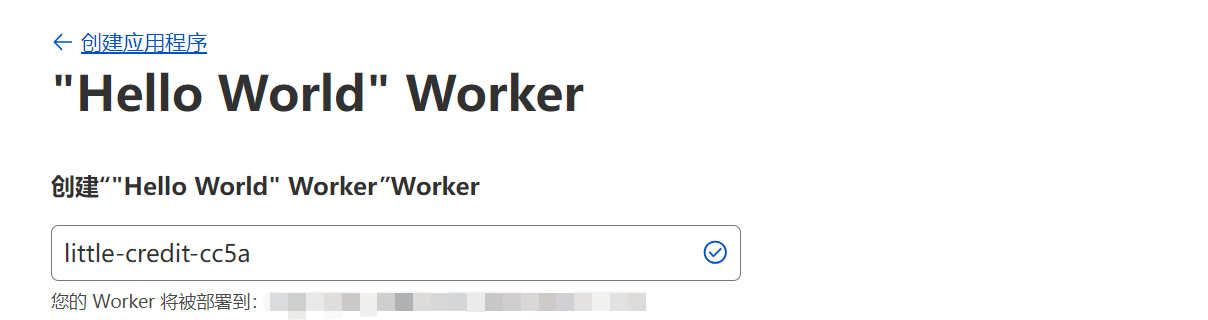 ← 创建应用程序
"Hello World" Worker
创建“"Hello World" Worker”Worker
little-credit-cc5a
您的 Worker 将被部署到：